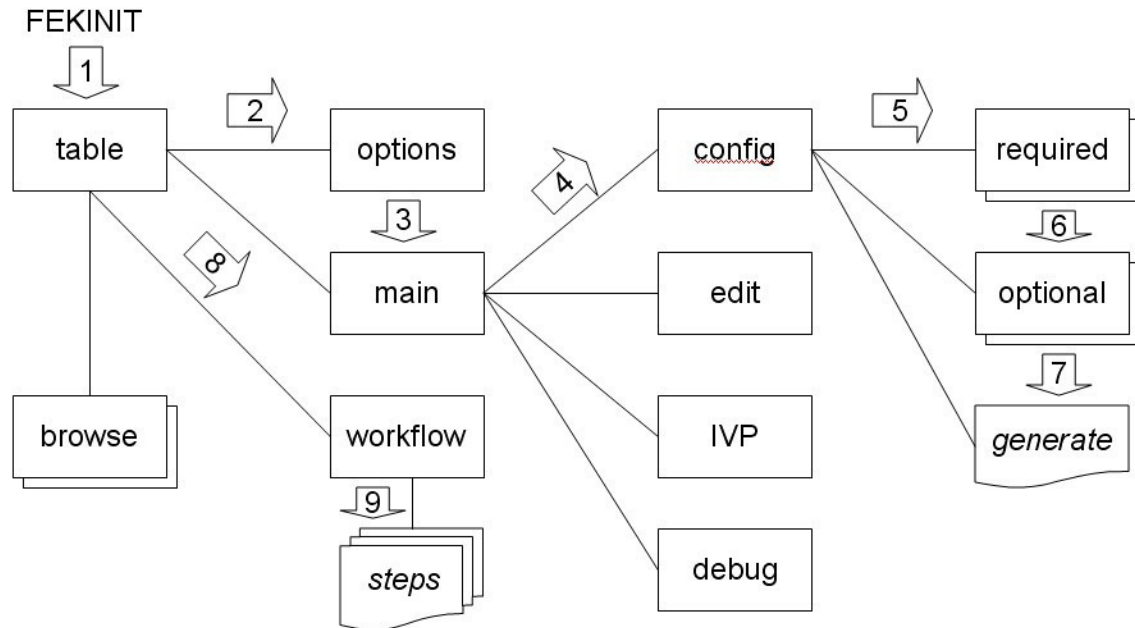 FEKINIT
1
2
5
table
options
config
required
4
3
6
8
main
edit
optional
7
browse
workflow
IVP
generate
9
steps
debug